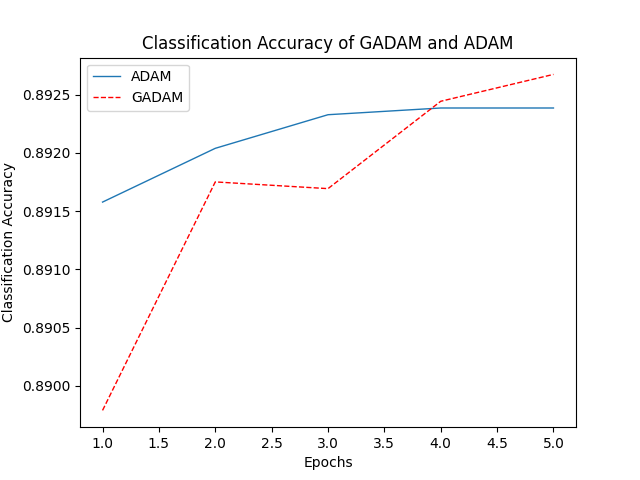 Classification Accuracy of GADAM and ADAM
ADAM
GADAM
Classification Accuracy
0.8925
0.8920
0.8915
0.8910
0.8905
0.8900
1.0 1.5 2.0 2.5 3.0 3.5 4.0 4.5 5.0
Epochs